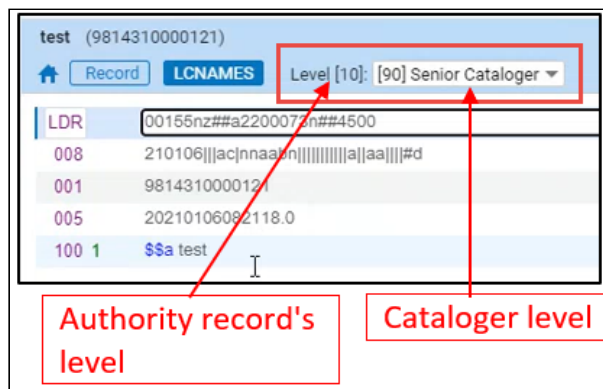 test (9814310000121)
Record LCNAMES Level [10]: [90] Senior Cataloger
LDR 00155nz##a2200073n##4500
008 210106|||ac|nnaabn|||||||||||a||aa||||#d
001 9814310000121
005 20210106082118.0
100 1 $$a test
Authority record's
level
Cataloger level